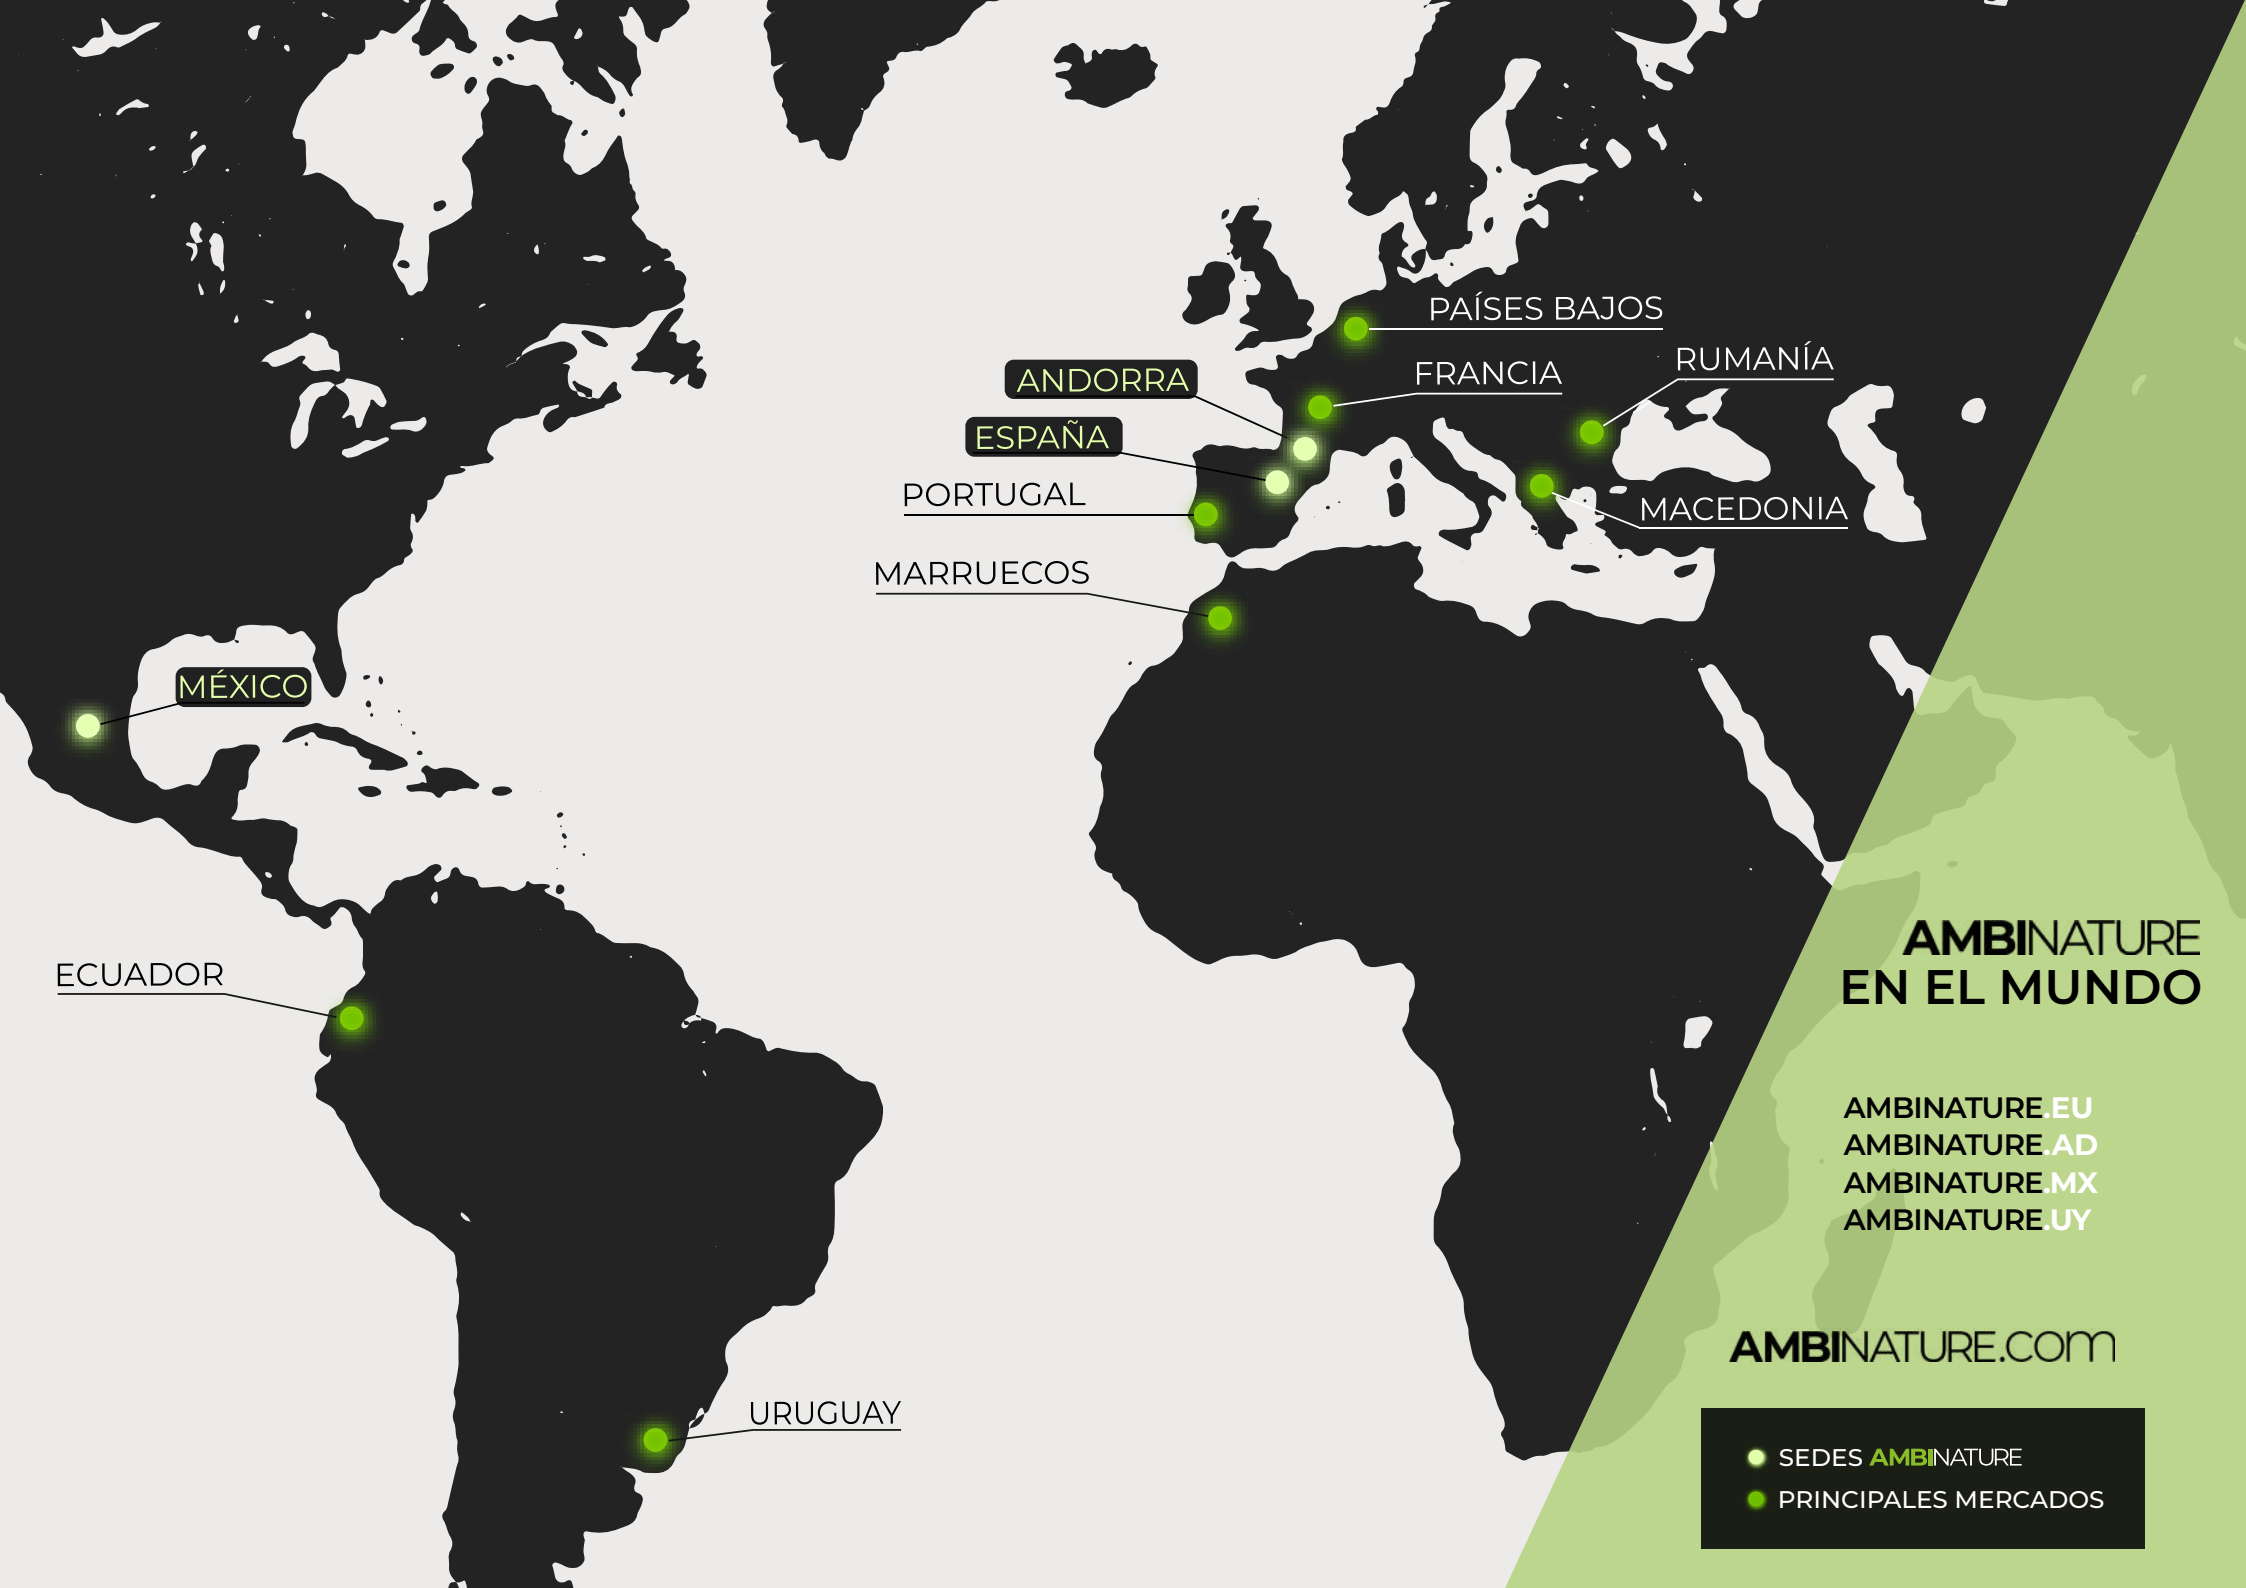 PAÍSES BAJOS
RUMANÍA
FRANCIA
ANDORRA
ESPAÑA
PORTUGAL
MACEDONIA
MARRUECOS
MÉXICO
ECUADOR
URUGUAY
AMBINATURE
EN EL MUNDO
AMBINATURE.EU
AMBINATURE.AD
AMBINATURE.MX
AMBINATURE.UY
AMBINATURE.com
SEDES AMBINATURE
PRINCIPALES MERCADOS